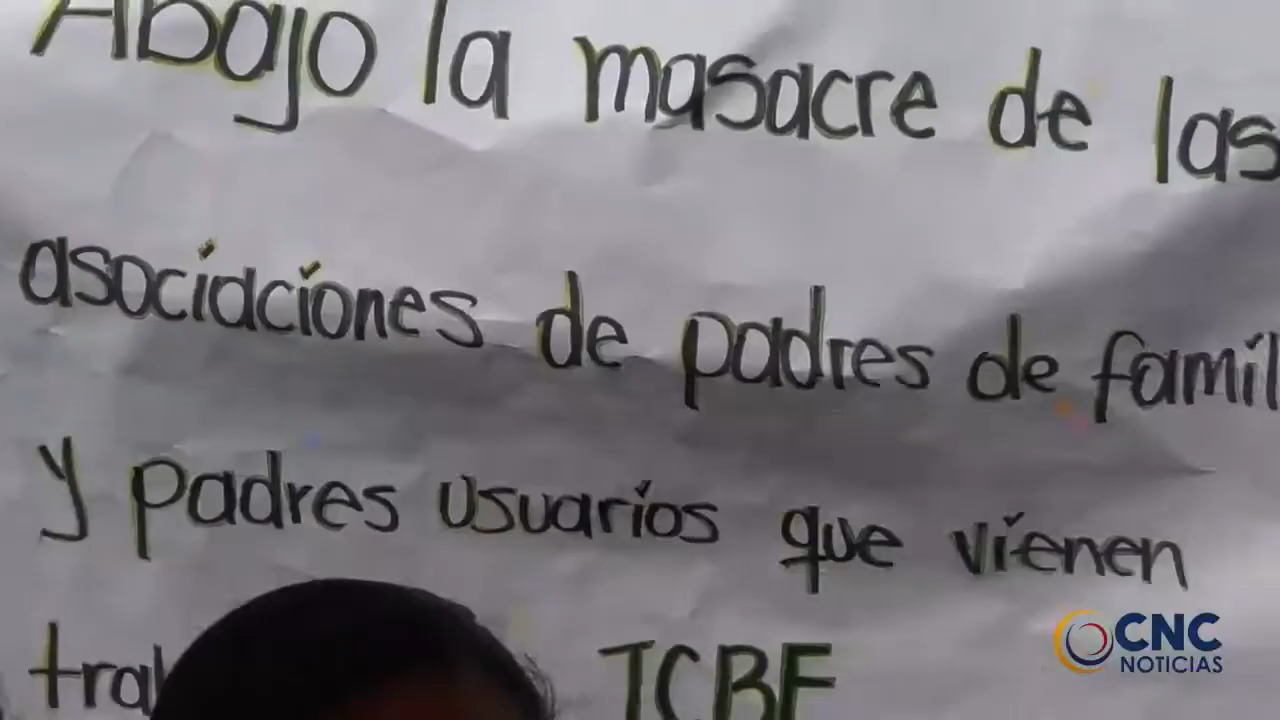 Abajo la masacre de las
asociaciones de padres de famil
y padres usuarios que vienen
ICBF
CNC
NOTICIAS